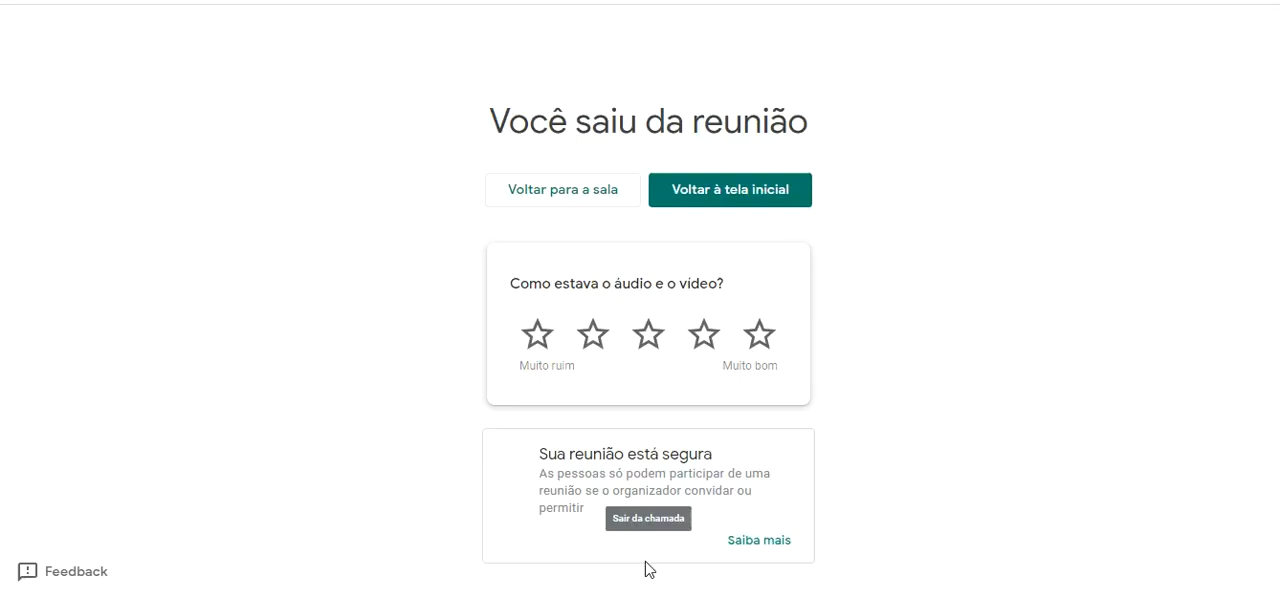 Você saiu da reunião
Voltar para a sala
Voltar à tela inicial
Como estava o áudio e o vídeo?
Muito ruim
Muito bom
Sua reunião está segura
As pessoas só podem participar de uma
reunião se o organizador convidar ou
permitir
Sair da chamada
Saiba mais
Feedback